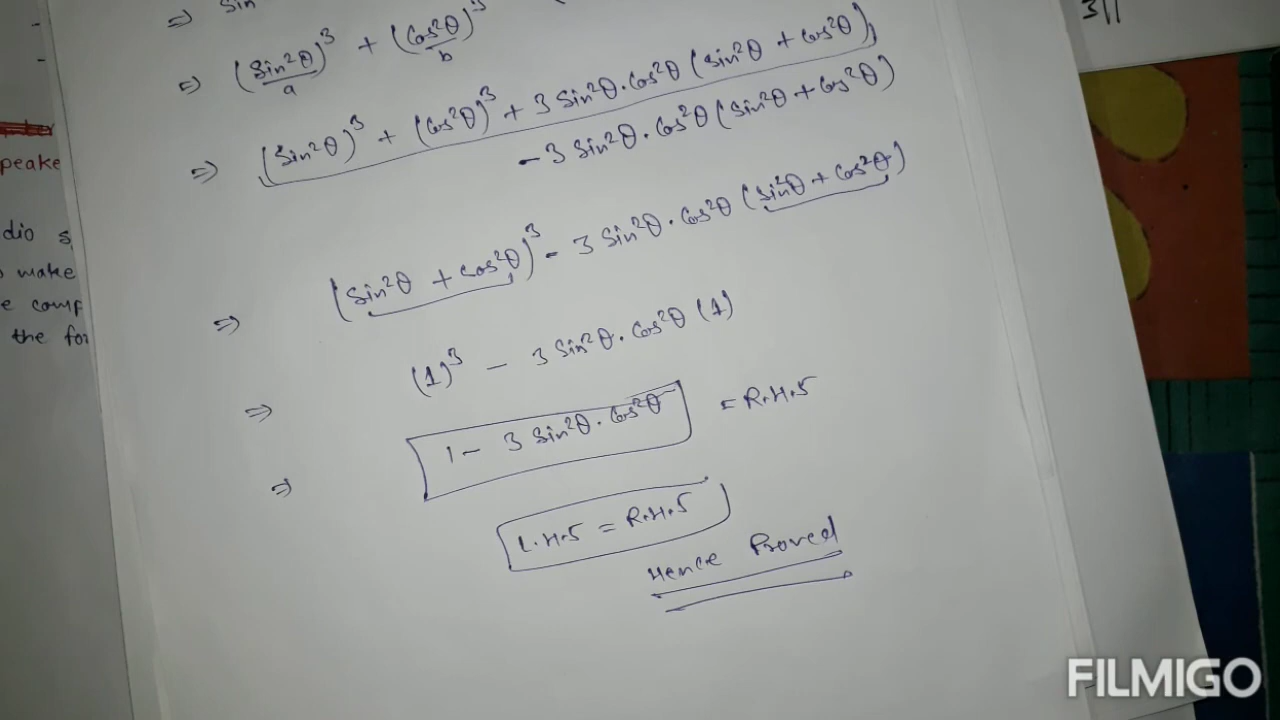 ⇒ Sin
⇒ (Sin²θ)³ + (Cos²θ)³
a b
⇒ (Sin²θ)³ + (Cos²θ)³ + 3 Sin²θ.Cos²θ (Sin²θ + Cos²θ)
- 3 Sin²θ. Cos²θ (Sin²θ + Cos²θ)
⇒ (Sin²θ + Cos²θ)³ - 3 Sin²θ. Cos²θ (Sin²θ + Cos²θ)
⇒ (1)³ - 3 Sin²θ. Cos²θ (1)
⇒ 1 - 3 Sin²θ. Cos²θ = R.H.S
L.H.S = R.H.S
Hence Proved
peake
dio s
make
e comp
the for
3
FILMIGO